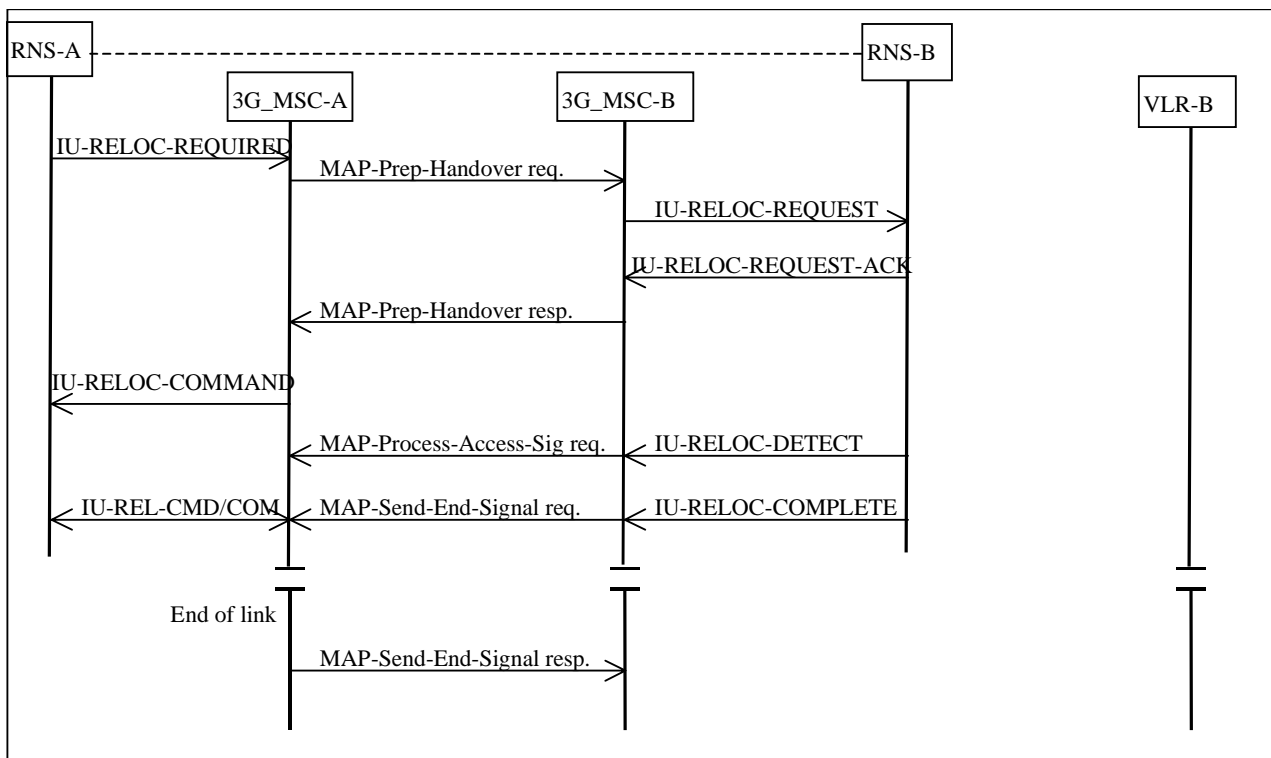 RNS-A
RNS-B
3G_MSC-A
3G_MSC-B
VLR-B
IU-RELOC-REQUIRED
MAP-Prep-Handover req.
IU-RELOC-REQUEST
IU-RELOC-REQUEST-ACK
MAP-Prep-Handover resp.
IU-RELOC-COMMAND
MAP-Process-Access-Sig req.
IU-RELOC-DETECT
IU-REL-CMD/COM
MAP-Send-End-Signal req.
IU-RELOC-COMPLETE
End of link
MAP-Send-End-Signal resp.